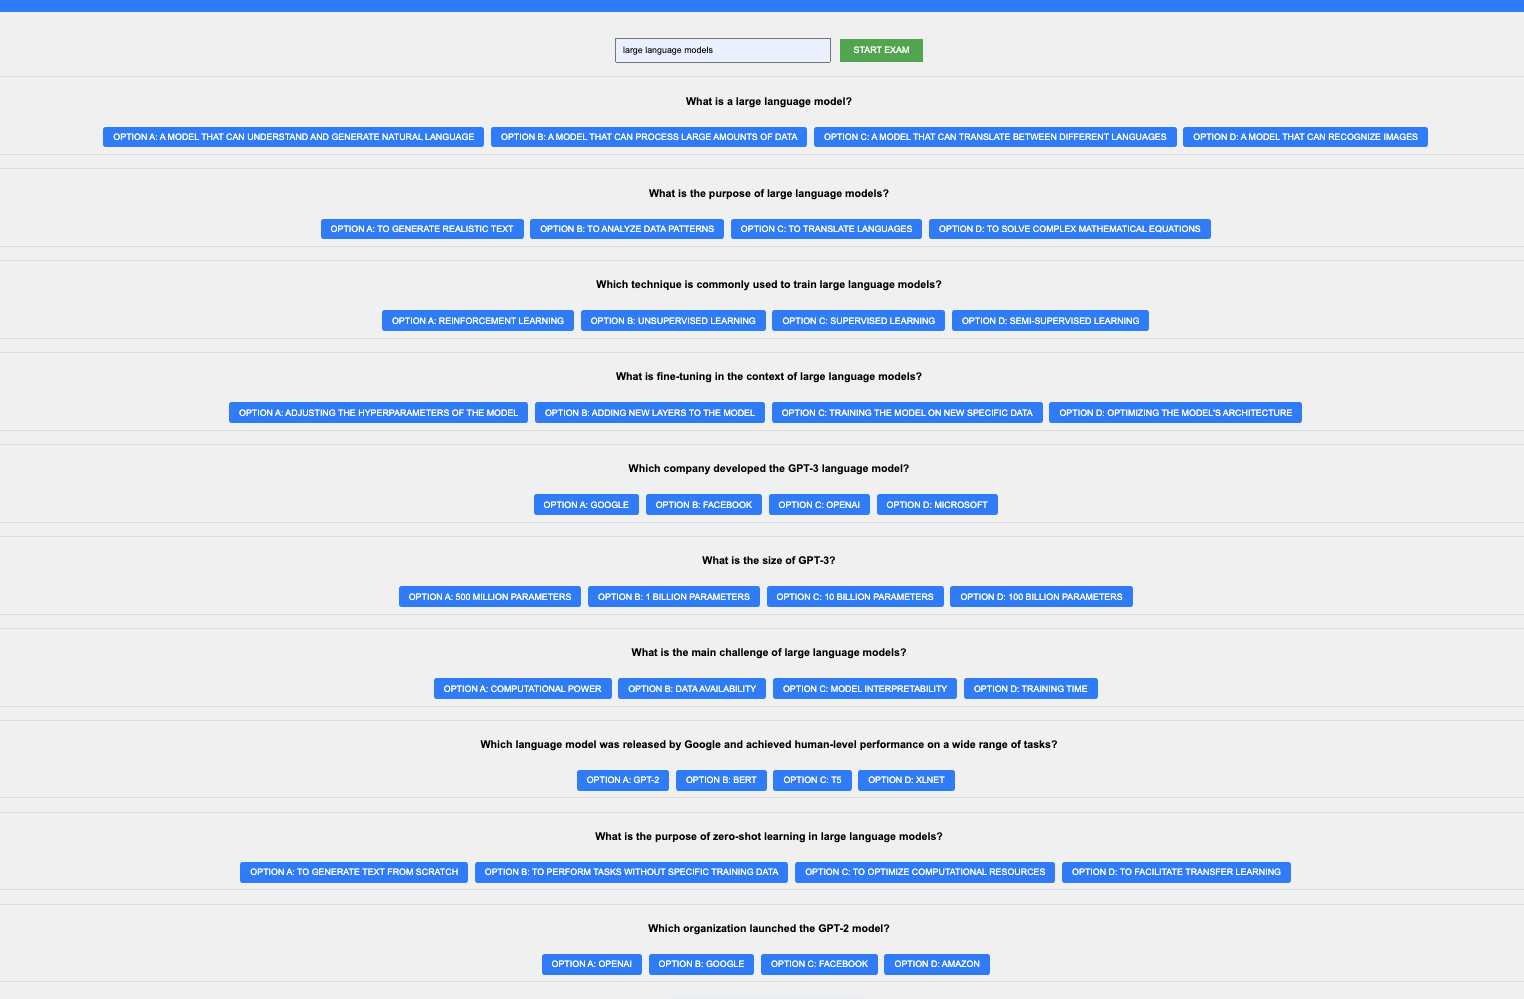 large language models START EXAM
What is a large language model?
OPTION A: A MODEL THAT CAN UNDERSTAND AND GENERATE NATURAL LANGUAGE OPTION B: A MODEL THAT CAN PROCESS LARGE AMOUNTS OF DATA OPTION C: A MODEL THAT CAN TRANSLATE BETWEEN DIFFERENT LANGUAGES OPTION D: A MODEL THAT CAN RECOGNIZE IMAGES
What is the purpose of large language models?
OPTION A: TO GENERATE REALISTIC TEXT OPTION B: TO ANALYZE DATA PATTERNS OPTION C: TO TRANSLATE LANGUAGES OPTION D: TO SOLVE COMPLEX MATHEMATICAL EQUATIONS
Which technique is commonly used to train large language models?
OPTION A: REINFORCEMENT LEARNING OPTION B: UNSUPERVISED LEARNING OPTION C: SUPERVISED LEARNING OPTION D: SEMI-SUPERVISED LEARNING
What is fine-tuning in the context of large language models?
OPTION A: ADJUSTING THE HYPERPARAMETERS OF THE MODEL OPTION B: ADDING NEW LAYERS TO THE MODEL OPTION C: TRAINING THE MODEL ON NEW SPECIFIC DATA OPTION D: OPTIMIZING THE MODEL'S ARCHITECTURE
Which company developed the GPT-3 language model?
OPTION A: GOOGLE OPTION B: FACEBOOK OPTION C: OPENAI OPTION D: MICROSOFT
What is the size of GPT-3?
OPTION A: 500 MILLION PARAMETERS OPTION B: 1 BILLION PARAMETERS OPTION C: 10 BILLION PARAMETERS OPTION D: 100 BILLION PARAMETERS
What is the main challenge of large language models?
OPTION A: COMPUTATIONAL POWER OPTION B: DATA AVAILABILITY OPTION C: MODEL INTERPRETABILITY OPTION D: TRAINING TIME
Which language model was released by Google and achieved human-level performance on a wide range of tasks?
OPTION A: GPT-2 OPTION B: BERT OPTION C: T5 OPTION D: XLNET
What is the purpose of zero-shot learning in large language models?
OPTION A: TO GENERATE TEXT FROM SCRATCH OPTION B: TO PERFORM TASKS WITHOUT SPECIFIC TRAINING DATA OPTION C: TO OPTIMIZE COMPUTATIONAL RESOURCES OPTION D: TO FACILITATE TRANSFER LEARNING
Which organization launched the GPT-2 model?
OPTION A: OPENAI OPTION B: GOOGLE OPTION C: FACEBOOK OPTION D: AMAZON